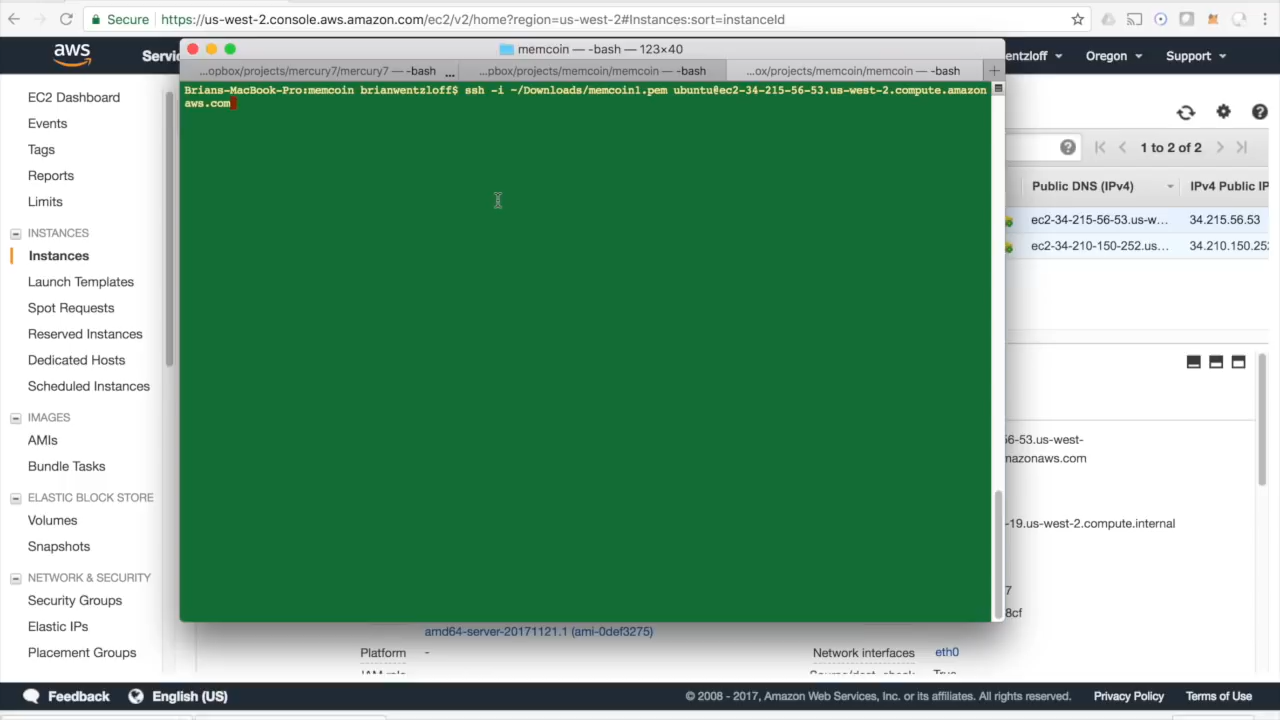 Secure https://us-west-2.console.aws.amazon.com/ec2/v2/home?region=us-west-2#Instances:sort=instanceId
aws Servi
entzloff Oregon Support
memcoin — -bash — 123×40
...opbox/projects/mercury7/mercury7 — -bash ... ...pbox/projects/memcoin/memcoin — -bash ...ox/projects/memcoin/memcoin — -bash
Brians-MacBook-Pro:memcoin brianwentzloff$ ssh -i ~/Downloads/memcoin1.pem ubuntu@ec2-34-215-56-53.us-west-2.compute.amazon
aws.com
EC2 Dashboard
Events
Tags
Reports
Limits
INSTANCES
Instances
Launch Templates
Spot Requests
Reserved Instances
Dedicated Hosts
Scheduled Instances
IMAGES
AMIs
Bundle Tasks
ELASTIC BLOCK STORE
Volumes
Snapshots
NETWORK & SECURITY
Security Groups
Elastic IPs
Placement Groups
1 to 2 of 2
Public DNS (IPv4) IPv4 Public IP
ec2-34-215-56-53.us-w... 34.215.56.53
ec2-34-210-150-252.us... 34.210.150.252
6-53.us-west-
mazonaws.com
-19.us-west-2.compute.internal
7
8cf
amd64-server-20171121.1 (ami-0def3275)
Platform - Network interfaces eth0
Feedback English (US) © 2008 - 2017, Amazon Web Services, Inc. or its affiliates. All rights reserved. Privacy Policy Terms of Use